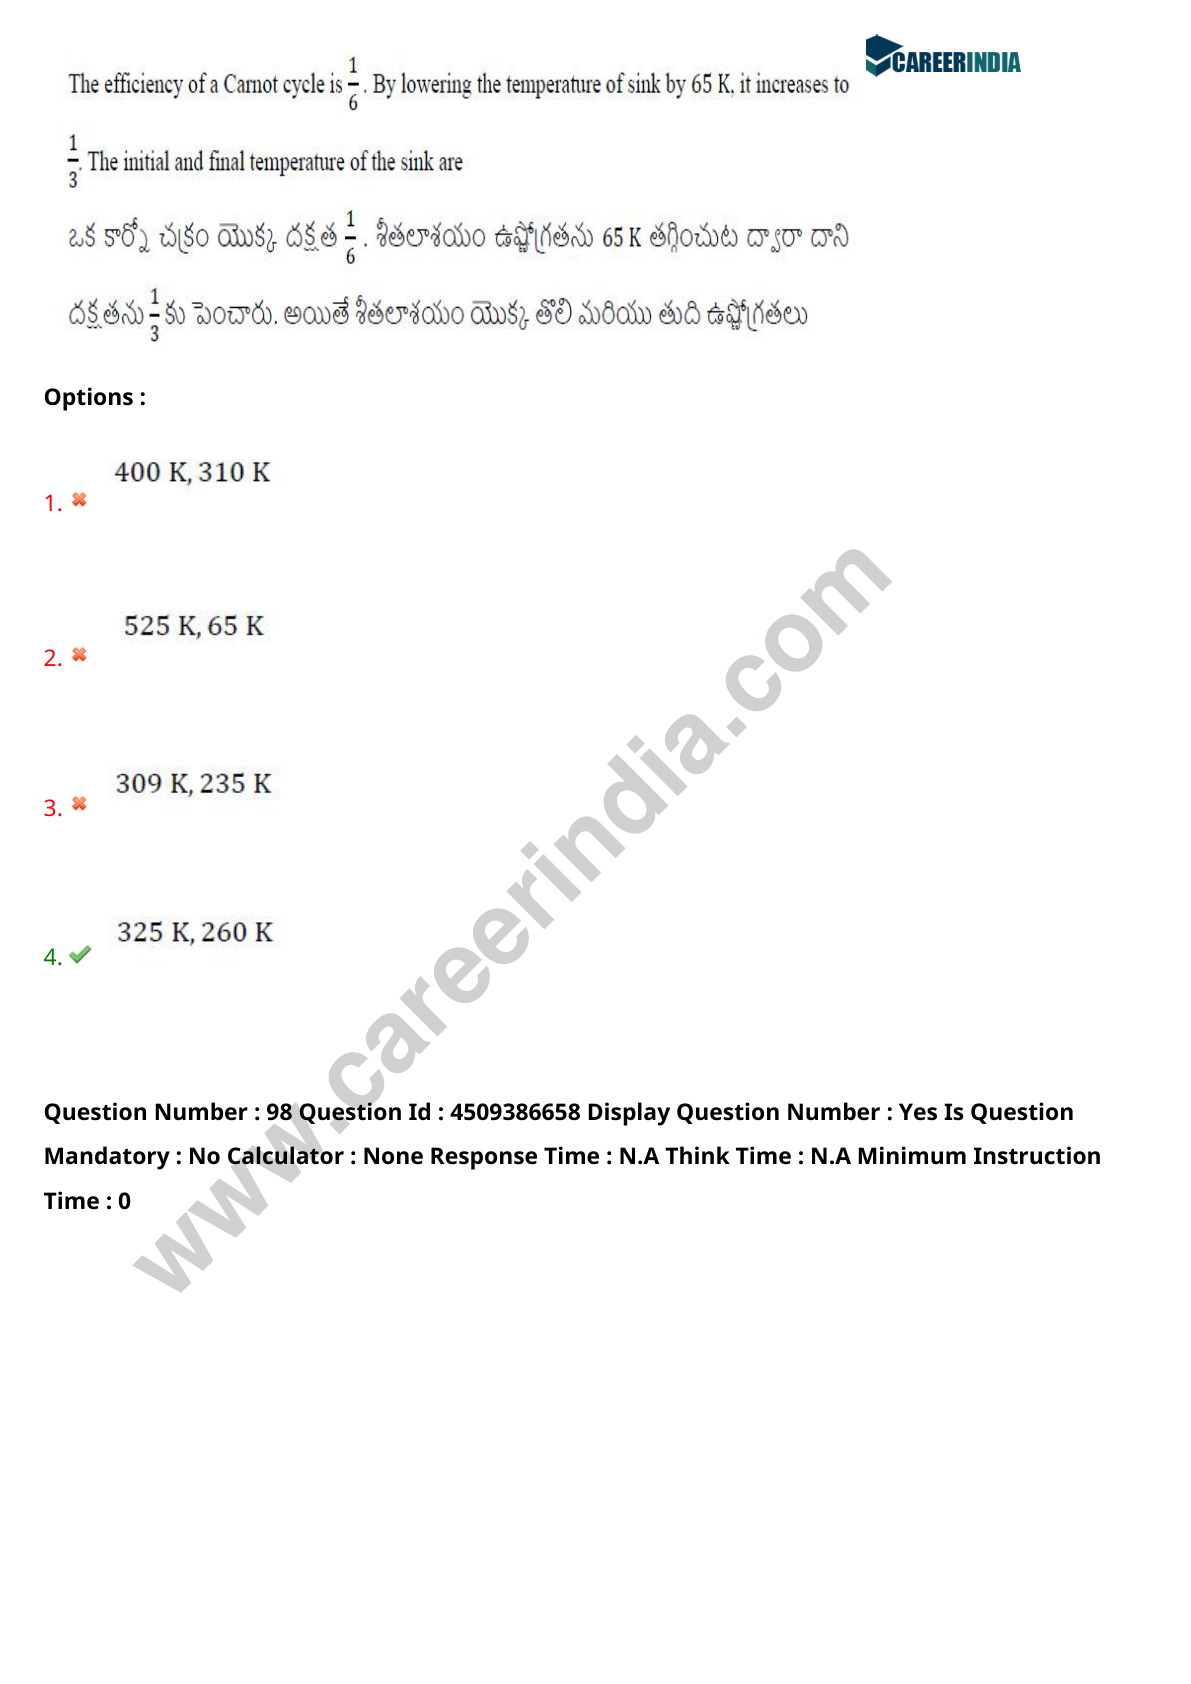 CAREERINDIA
The efficiency of a Carnot cycle is 1/6. By lowering the temperature of sink by 65 K, it increases to
1/3. The initial and final temperature of the sink are
ఒక కార్నో చక్రం యొక్క దక్షత 1/6. శీతలాశయం ఉష్ణోగ్రతను 65 K తగ్గించుట ద్వారా దాని
దక్షతను 1/3 కు పెంచారు. అయితే శీతలాశయం యొక్క తొలి మరియు తుది ఉష్ణోగ్రతలు
Options :
400 K, 310 K
1.
525 K, 65 K
2.
309 K, 235 K
3.
325 K, 260 K
4.
www.careerindia.com
Question Number : 98 Question Id : 4509386658 Display Question Number : Yes Is Question
Mandatory : No Calculator : None Response Time : N.A Think Time : N.A Minimum Instruction
Time : 0